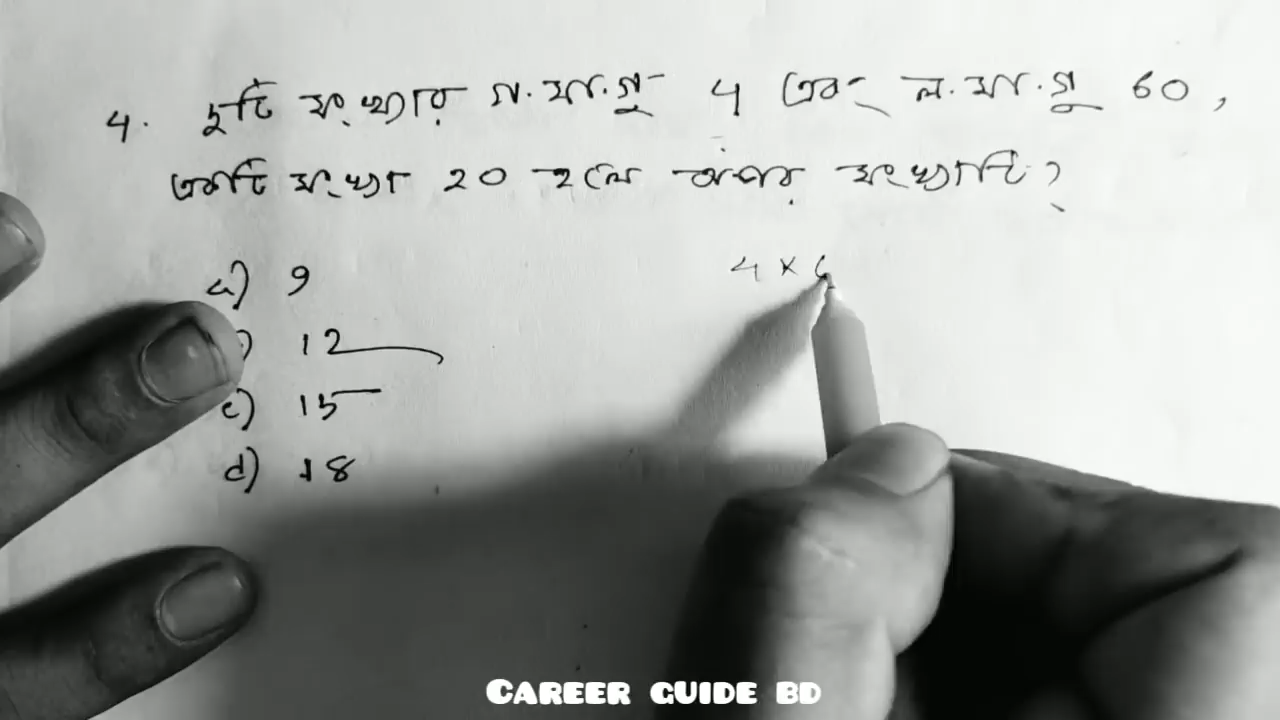 4. দুটি সংখ্যার গ.সা.গু 4 এবং ল.সা.গু 60,
একটি সংখ্যা 20 হলে অপর সংখ্যাটি?
a) 9
) 12
c) 15
d) 18
4 × 6
CAREER GUIDE BD